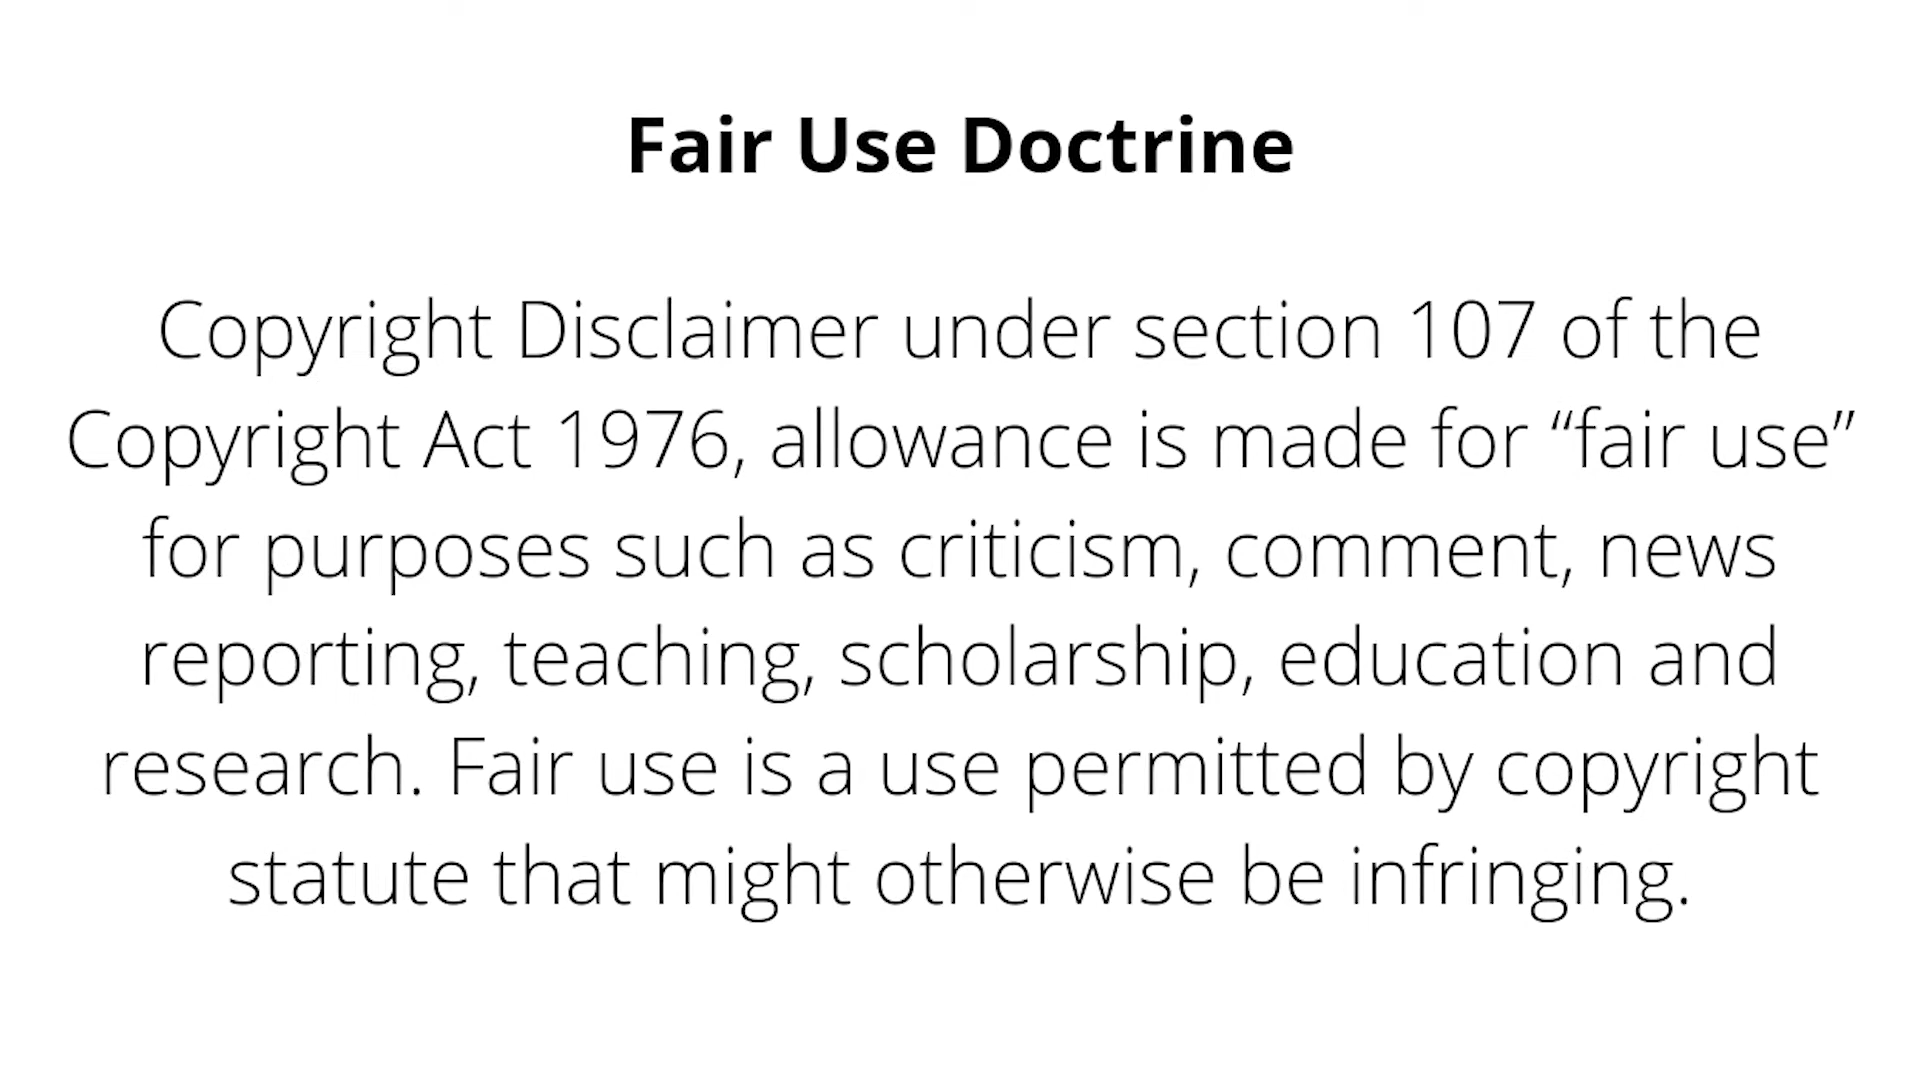 Fair Use Doctrine
Copyright Disclaimer under section 107 of the
Copyright Act 1976, allowance is made for “fair use”
for purposes such as criticism, comment, news
reporting, teaching, scholarship, education and
research. Fair use is a use permitted by copyright
statute that might otherwise be infringing.